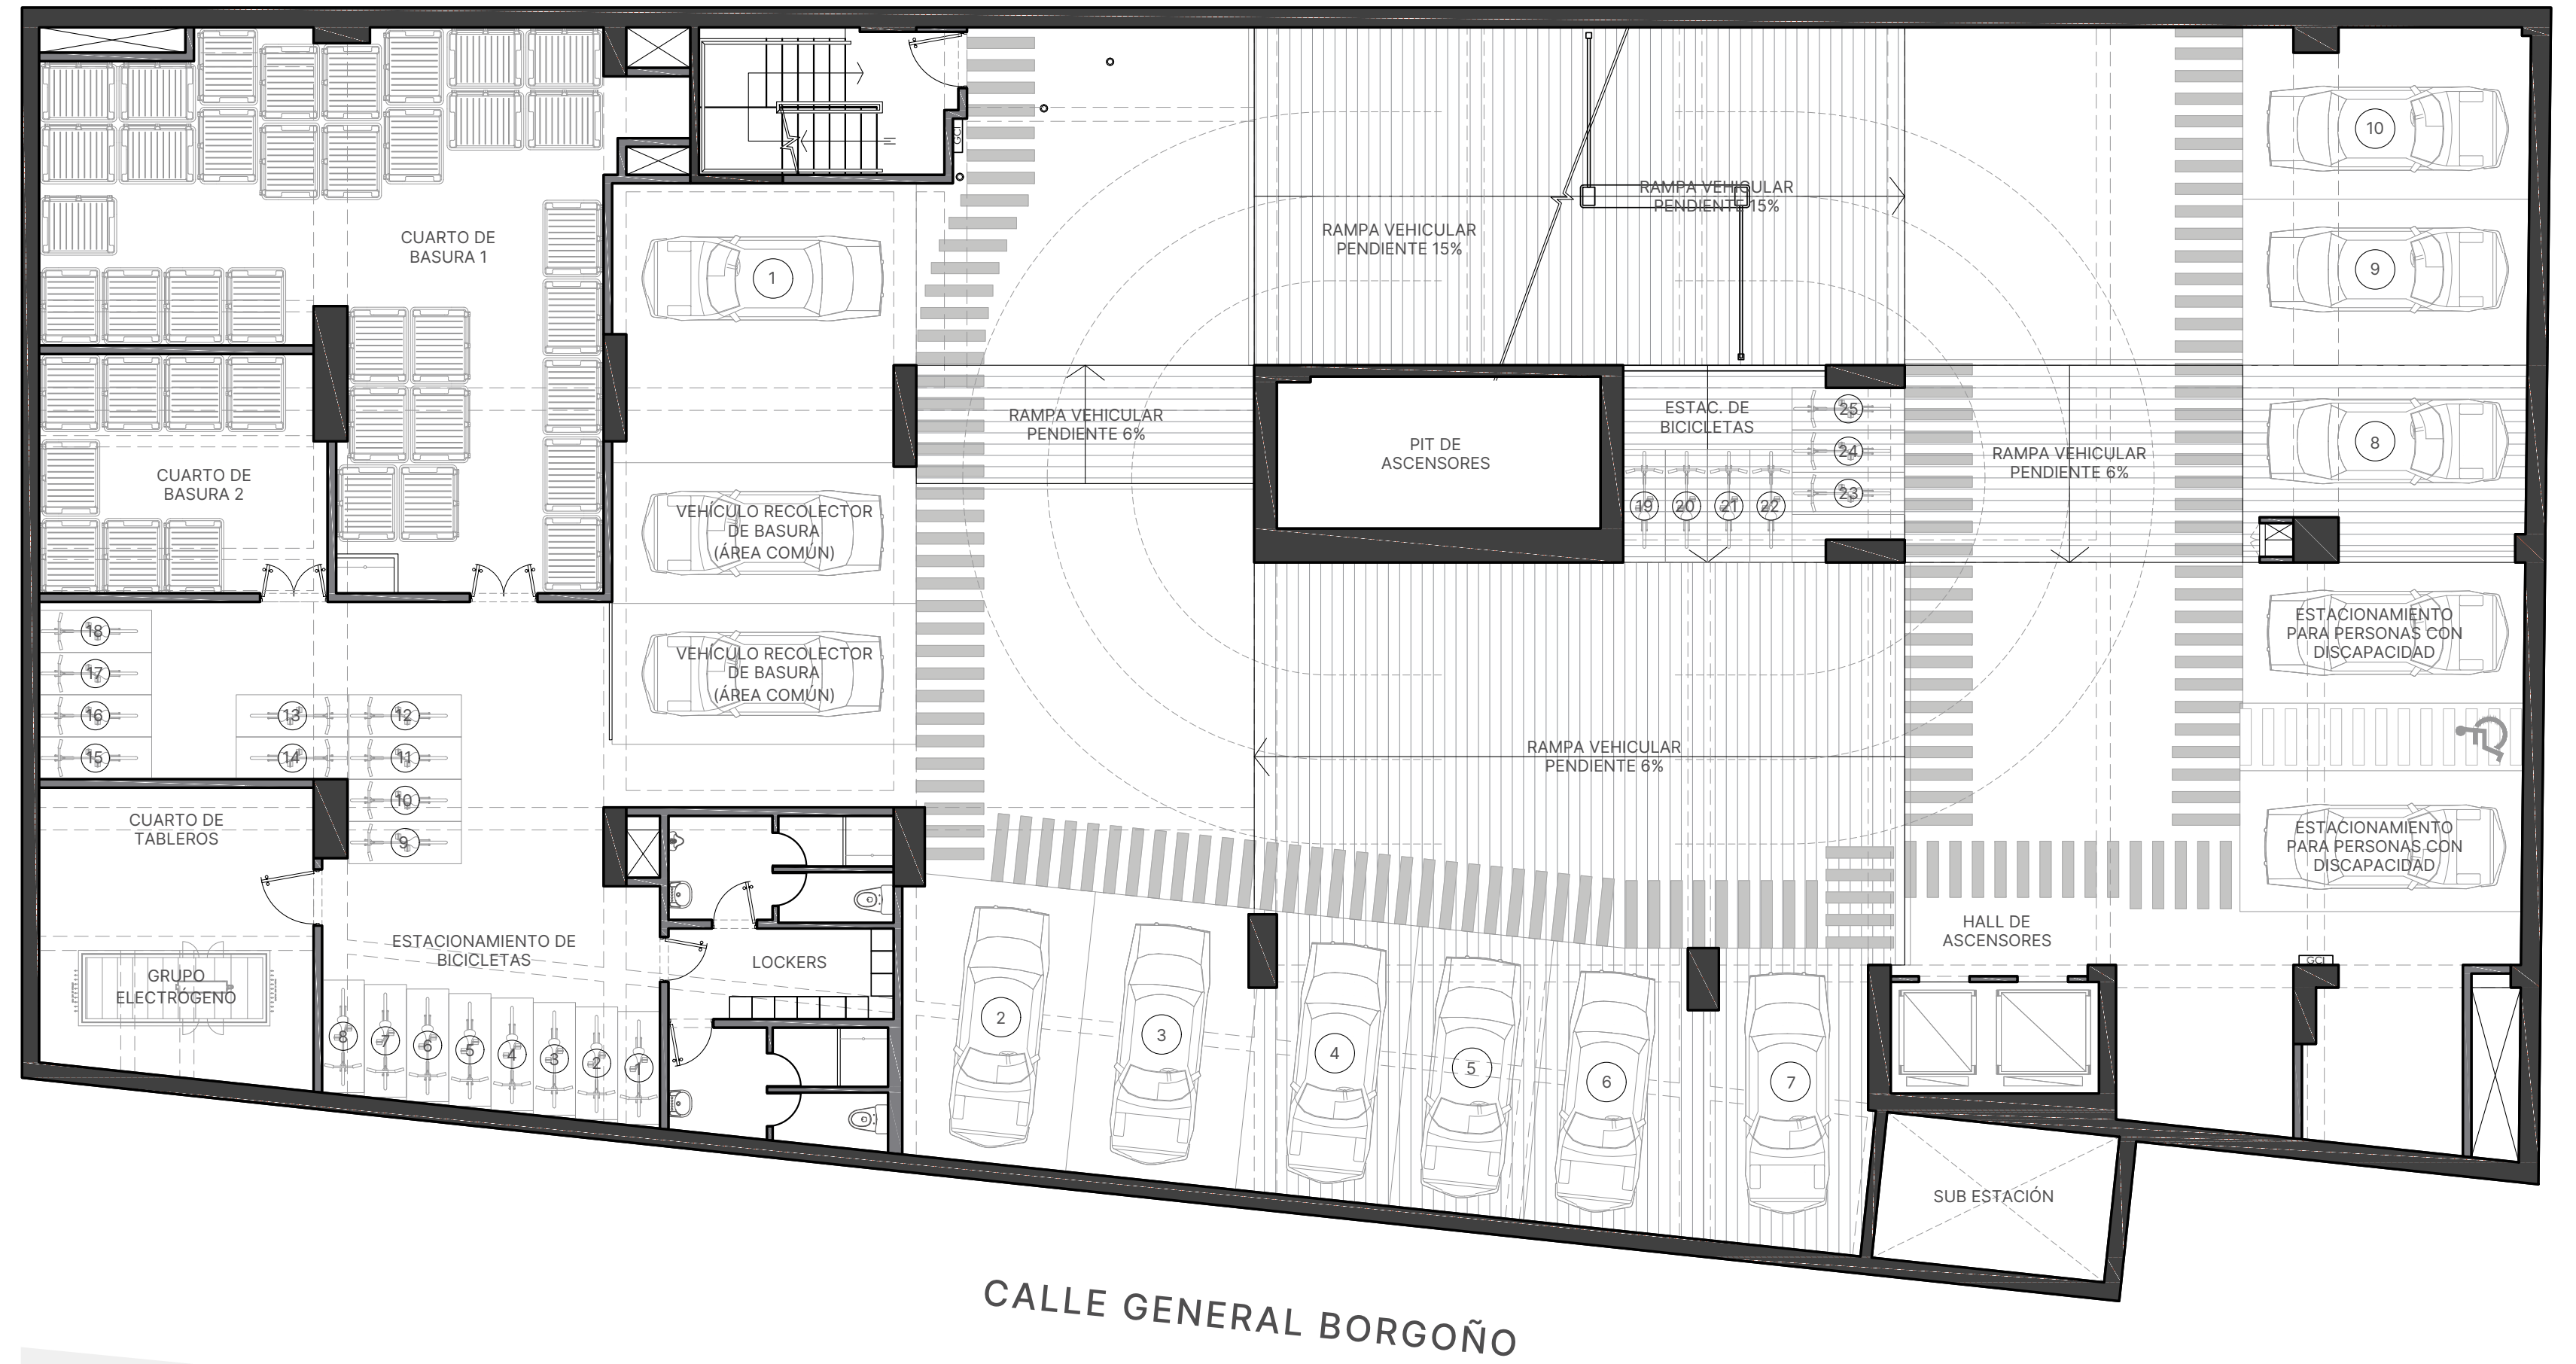 CUARTO DE
BASURA 1
CUARTO DE
BASURA 2
18
17
16
15
13
14
12
11
10
9
CUARTO DE
TABLEROS
GRUPO
ELECTRÓGENO
ESTACIONAMIENTO DE
BICICLETAS
8
7
6
5
4
3
2
1
LOCKERS
GCI
1
VEHÍCULO RECOLECTOR
DE BASURA
(ÁREA COMÚN)
VEHÍCULO RECOLECTOR
DE BASURA
(ÁREA COMÚN)
RAMPA VEHICULAR
PENDIENTE 6%
RAMPA VEHICULAR
PENDIENTE 15%
RAMPA VEHICULAR
PENDIENTE 15%
PIT DE
ASCENSORES
ESTAC. DE
BICICLETAS
25
24
23
19
20
21
22
RAMPA VEHICULAR
PENDIENTE 6%
RAMPA VEHICULAR
PENDIENTE 6%
10
9
8
ESTACIONAMIENTO
PARA PERSONAS CON
DISCAPACIDAD
ESTACIONAMIENTO
PARA PERSONAS CON
DISCAPACIDAD
HALL DE
ASCENSORES
GCI
2
3
4
5
6
7
SUB ESTACIÓN
CALLE GENERAL BORGOÑO